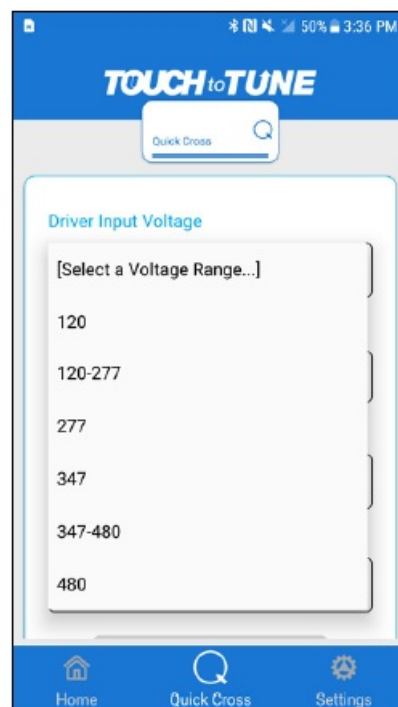 50% 3:36 PM
TOUCH to TUNE
Quick Cross
Driver Input Voltage
[Select a Voltage Range...]
120
120-277
277
347
347-480
480
Home Quick Cross Settings